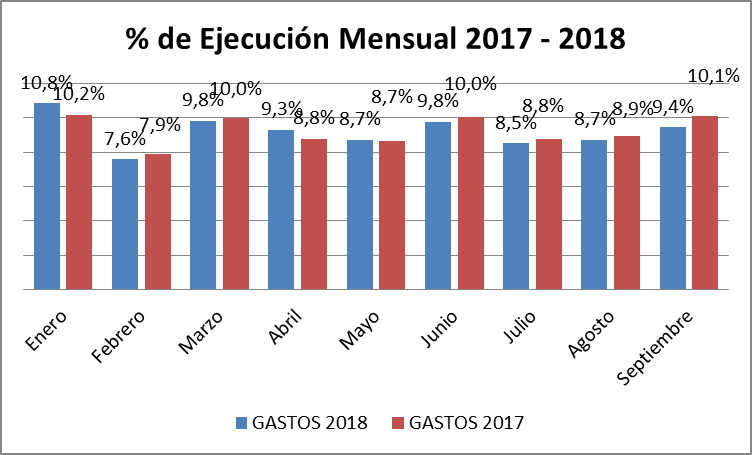 % de Ejecución Mensual 2017 - 2018
10,8%
10,2%
7,6%
7,9%
9,8%
10,0%
9,3%
8,8%
8,7%
8,7%
9,8%
10,0%
8,5%
8,8%
8,7%
8,9%
9,4%
10,1%
Enero
Febrero
Marzo
Abril
Mayo
Junio
Julio
Agosto
Septiembre
GASTOS 2018
GASTOS 2017